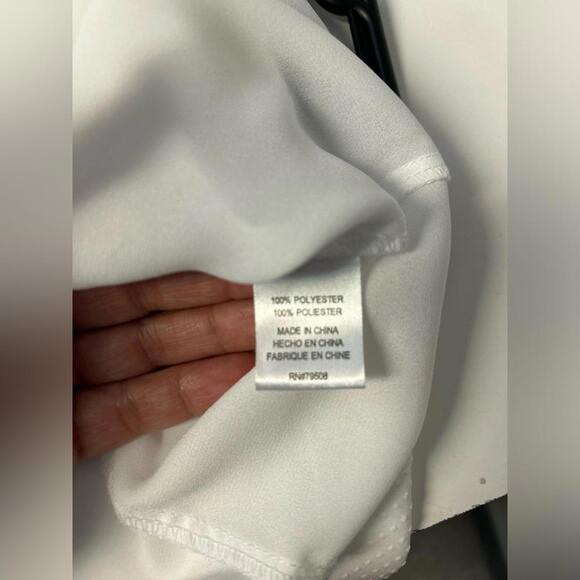 100% POLYESTER
100% POLIESTER
MADE IN CHINA
HECHO EN CHINA
FABRIQUE EN CHINE
RN#79508